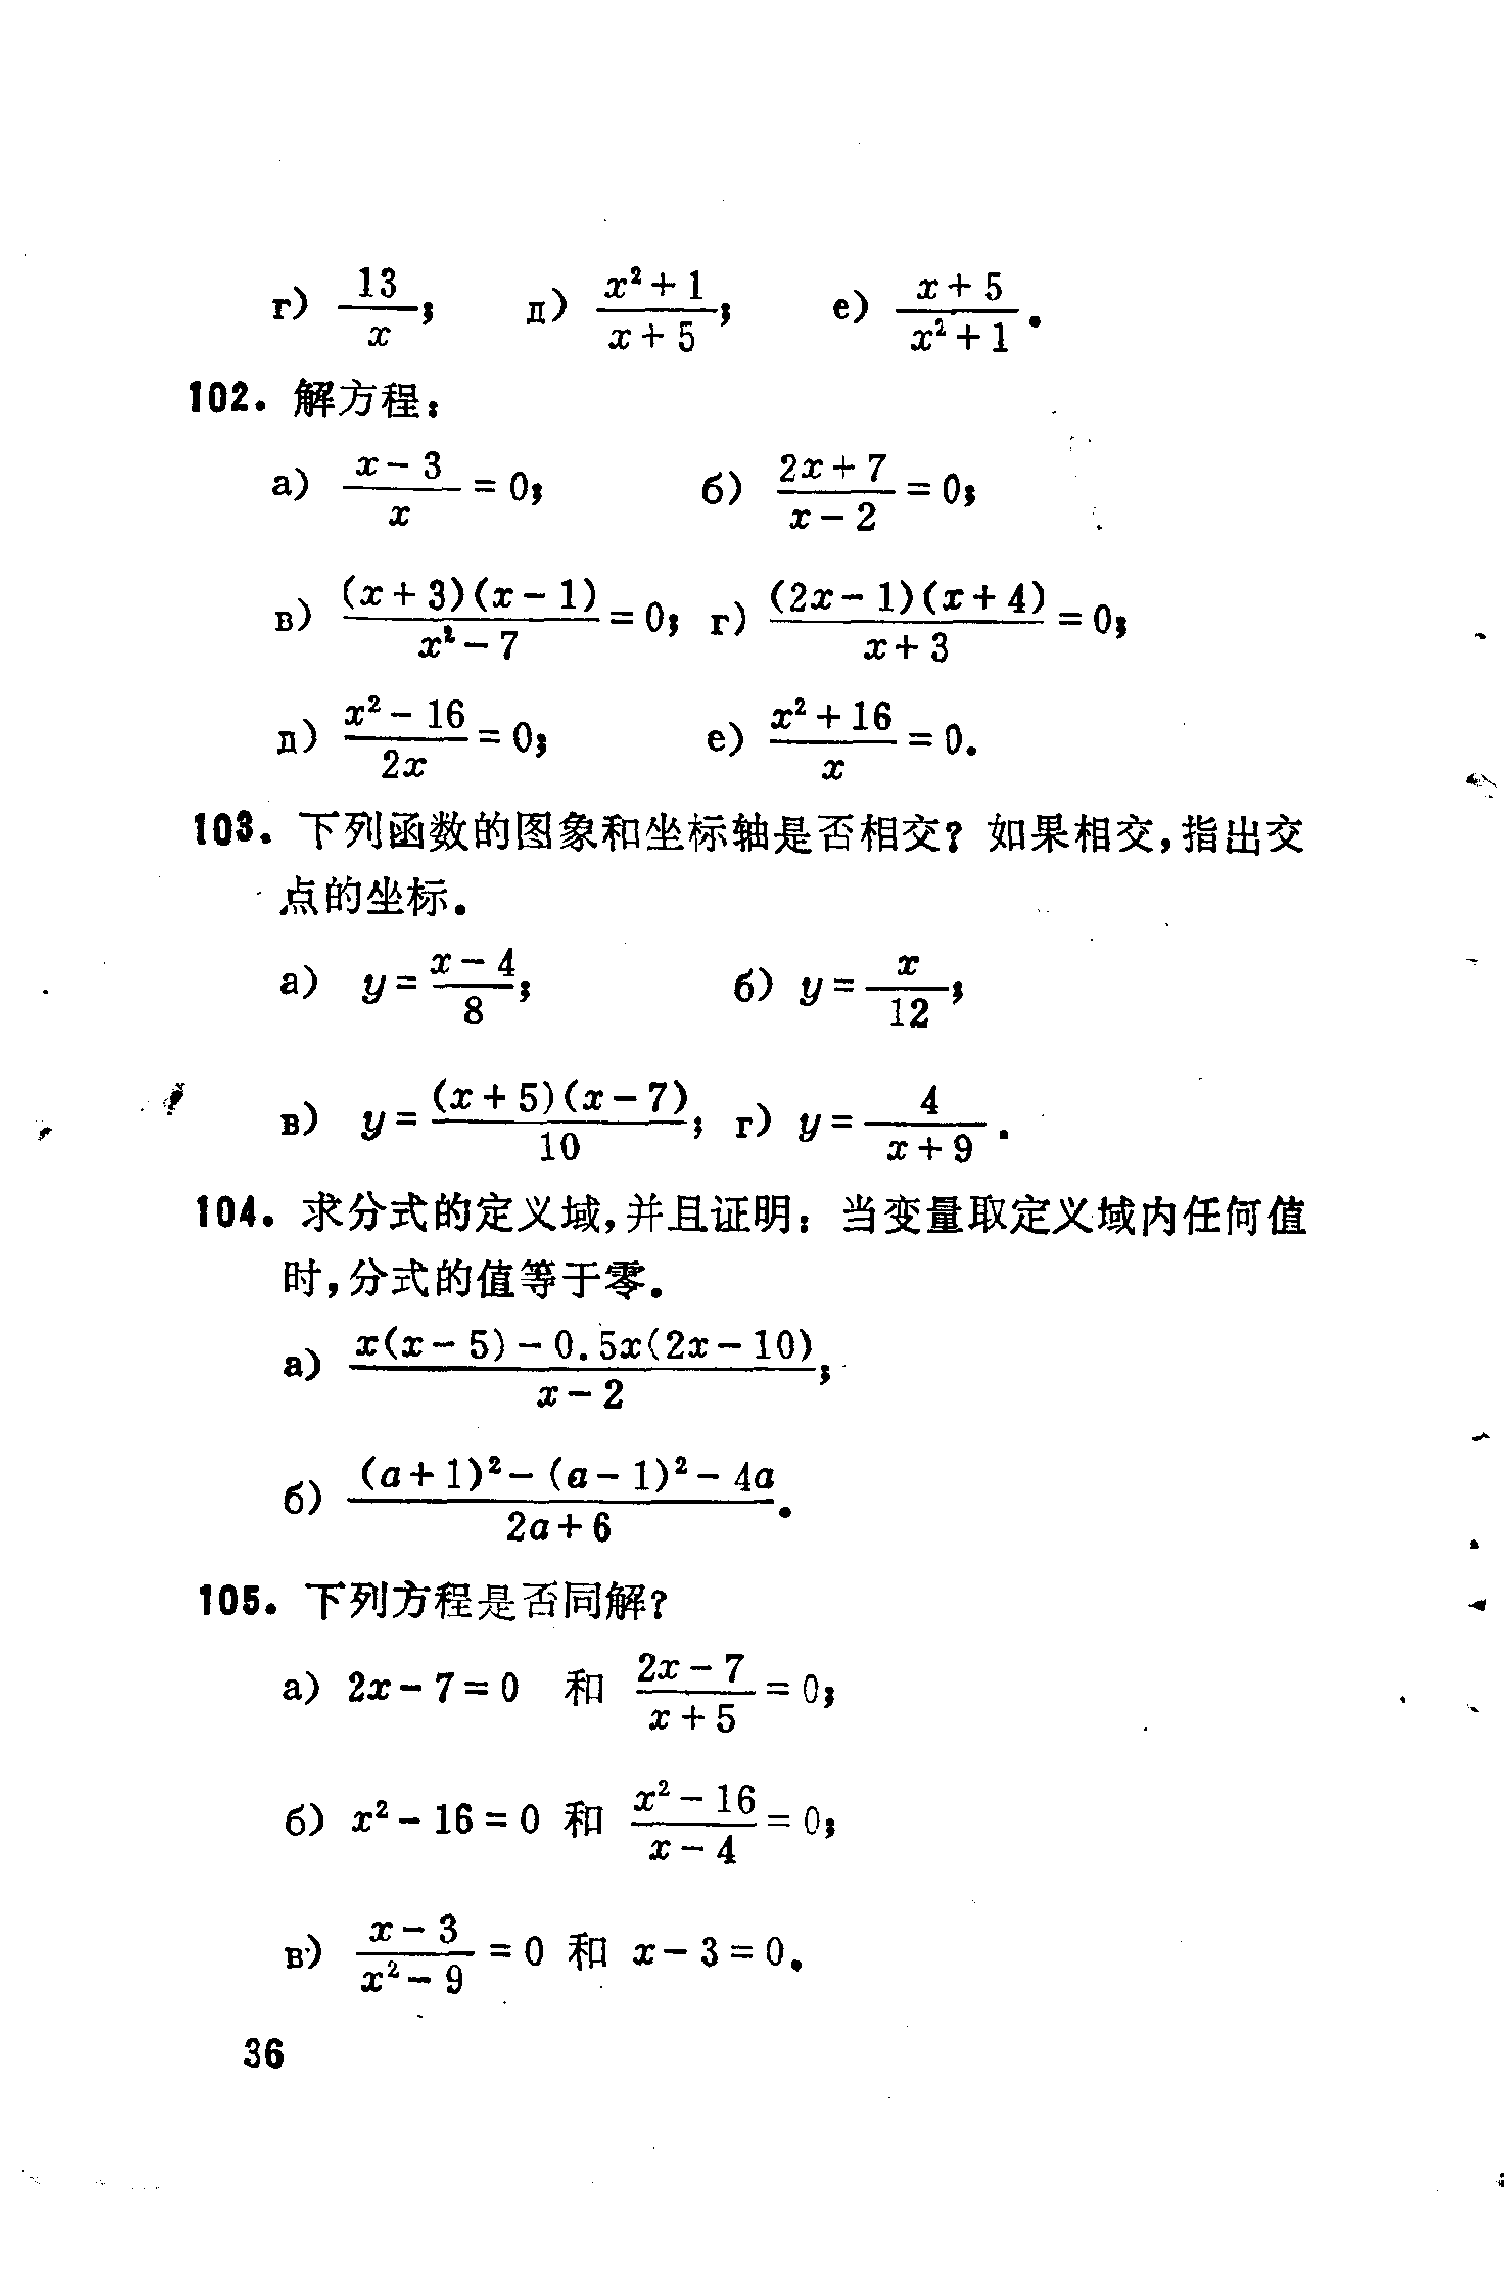 г) 13/x; д) (x²+1)/(x+5); е) (x+5)/(x²+1).
102. 解方程:
а) (x-3)/x = 0; б) (2x+7)/(x-2) = 0;
в) ((x+3)(x-1))/(x²-7) = 0; г) ((2x-1)(x+4))/(x+3) = 0;
д) (x²-16)/(2x) = 0; е) (x²+16)/x = 0.
103. 下列函数的图象和坐标轴是否相交? 如果相交,指出交
点的坐标.
а) y = (x-4)/8; б) y = x/12;
в) y = ((x+5)(x-7))/10; г) y = 4/(x+9).
104. 求分式的定义域,并且证明: 当变量取定义域内任何值
时,分式的值等于零.
а) (x(x-5)-0.5x(2x-10))/(x-2);
б) ((a+1)²-(a-1)²-4a)/(2a+6).
105. 下列方程是否同解?
а) 2x-7=0 和 (2x-7)/(x+5) = 0;
б) x²-16=0 和 (x²-16)/(x-4) = 0;
в) (x-3)/(x²-9) = 0 和 x-3=0.
36